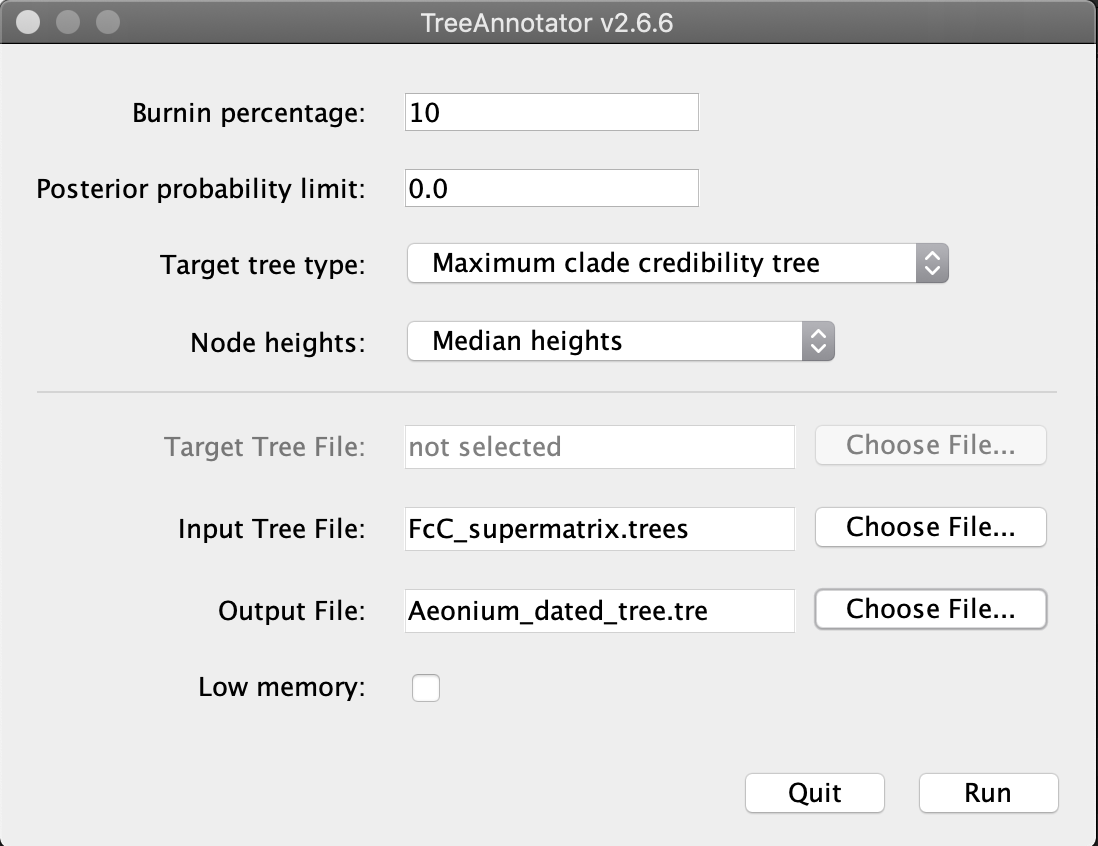 TreeAnnotator v2.6.6
Burnin percentage: 10
Posterior probability limit: 0.0
Target tree type: Maximum clade credibility tree
Node heights: Median heights
Target Tree File: not selected Choose File...
Input Tree File: FcC_supermatrix.trees Choose File...
Output File: Aeonium_dated_tree.tre Choose File...
Low memory:
Quit Run